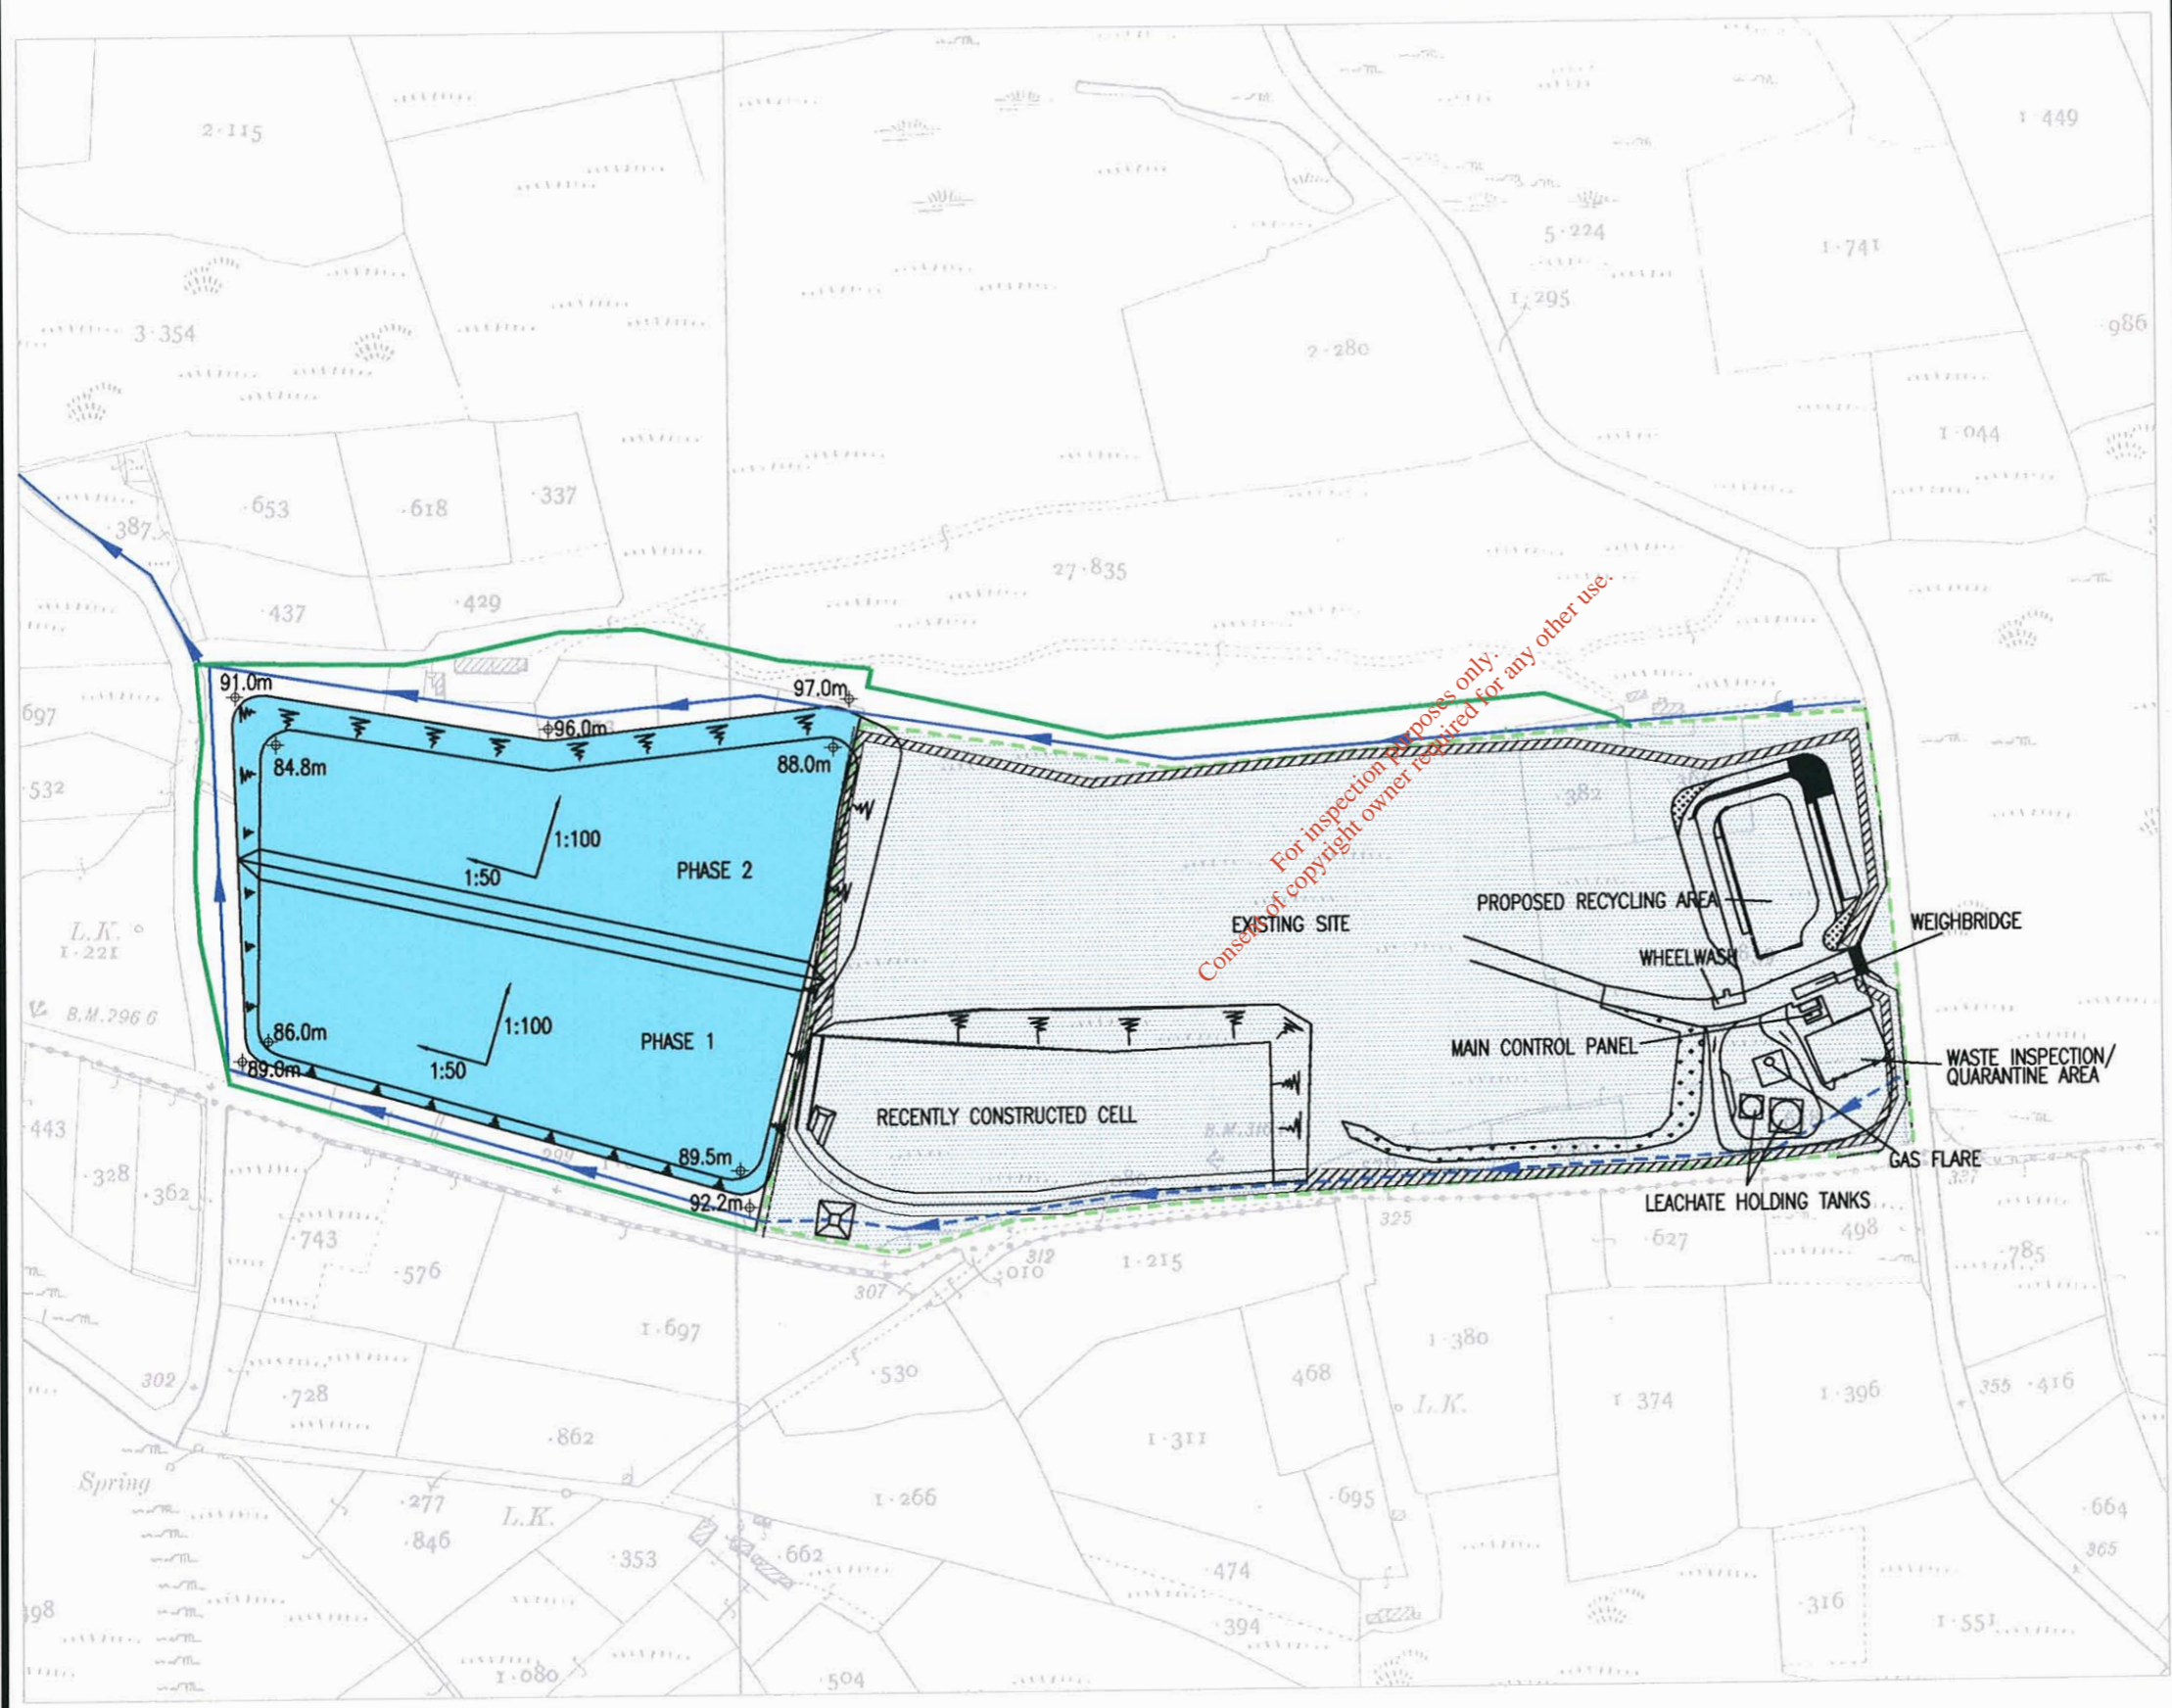 2·115
1·449
5·224
1·741
1·295
·986
3·354
2·280
1·044
·653
·618
·337
·387
27·835
·437
·429
91.0m
97.0m
697
96.0m
84.8m
88.0m
·532
382
1:100
PHASE 2
1:50
PROPOSED RECYCLING AREA
EXISTING SITE
WEIGHBRIDGE
L.K.
1·221
WHEELWASH
B.M.296 6
86.0m
1:100
PHASE 1
MAIN CONTROL PANEL
WASTE INSPECTION/
QUARANTINE AREA
89.0m
1:50
RECENTLY CONSTRUCTED CELL
·443
89.5m
GAS FLARE
·328
·362
92.2m
LEACHATE HOLDING TANKS
For inspection purposes only.
Consent of copyright owner required for any other use.
325
·743
·627
498
·785
·576
312
·010
1·215
307
1·697
1·380
302
·728
·530
468
L.K.
1·374
1·396
355
·416
·862
1·311
Spring
·277
L.K.
1·266
·695
·664
·846
·353
·662
·474
365
·394
·316
1·551
1·080
·504